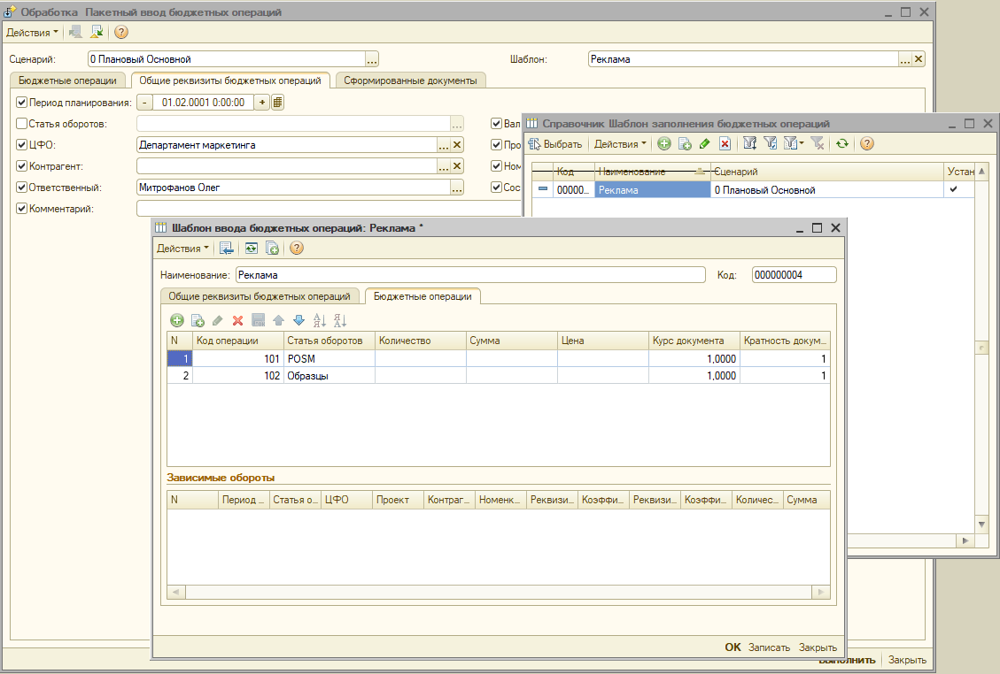 Обработка Пакетный ввод бюджетных операций
Действия
Сценарий: 0 Плановый Основной ... Шаблон: Реклама ...
Бюджетные операции Общие реквизиты бюджетных операций Сформированные документы
Период планирования: - 01.02.0001 0:00:00 +
Статья оборотов: ... Вал
ЦФО: Департамент маркетинга ... Про
Контрагент: ... Ном
Ответственный: Митрофанов Олег ... Сос
Комментарий:
Справочник Шаблон заполнения бюджетных операций
Выбрать Действия
Код Наименование Сценарий Устан
00000... Реклама 0 Плановый Основной
Шаблон ввода бюджетных операций: Реклама *
Действия
Наименование: Реклама Код: 000000004
Общие реквизиты бюджетных операций Бюджетные операции
N Код операции Статья оборотов Количество Сумма Цена Курс документа Кратность докум...
1 101 POSM 1,0000 1
2 102 Образцы 1,0000 1
Зависимые обороты
N Период ... Статья о... ЦФО Проект Контраг... Номенк... Реквизи... Коэффи... Реквизи... Коэффи... Количес... Сумма
OK Записать Закрыть
Выполнить Закрыть